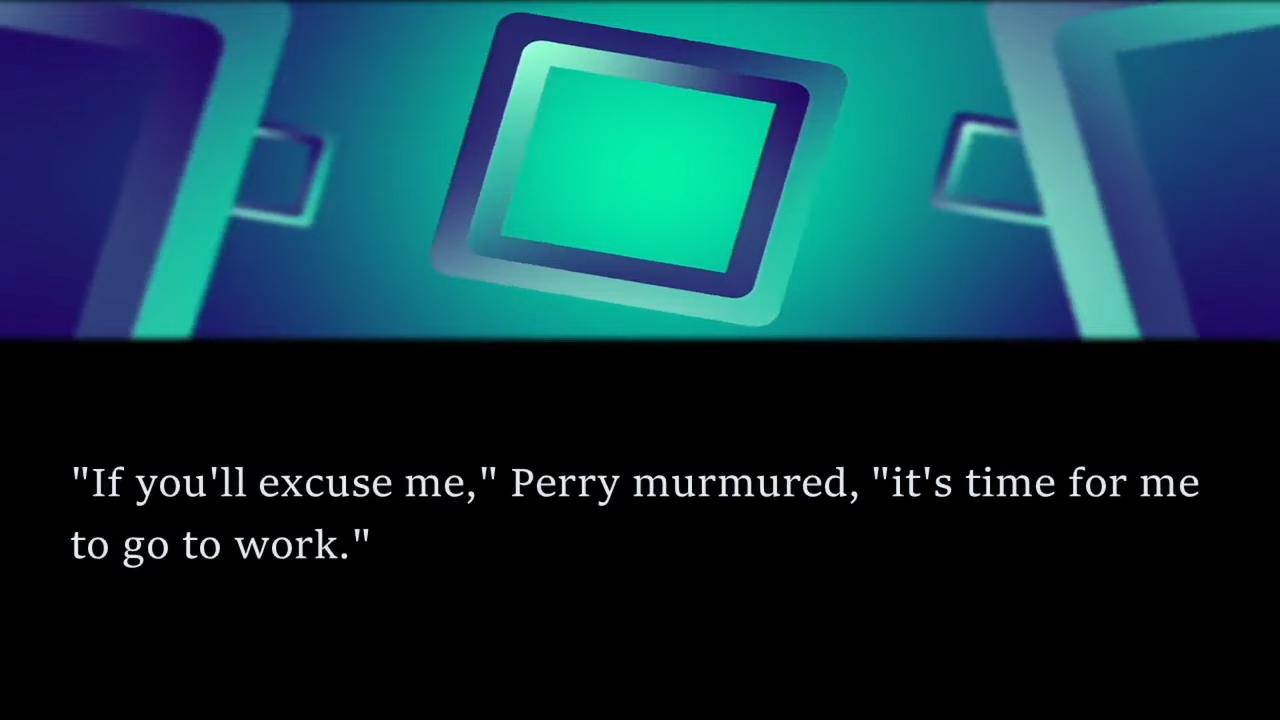 "If you'll excuse me," Perry murmured, "it's time for me
to go to work."